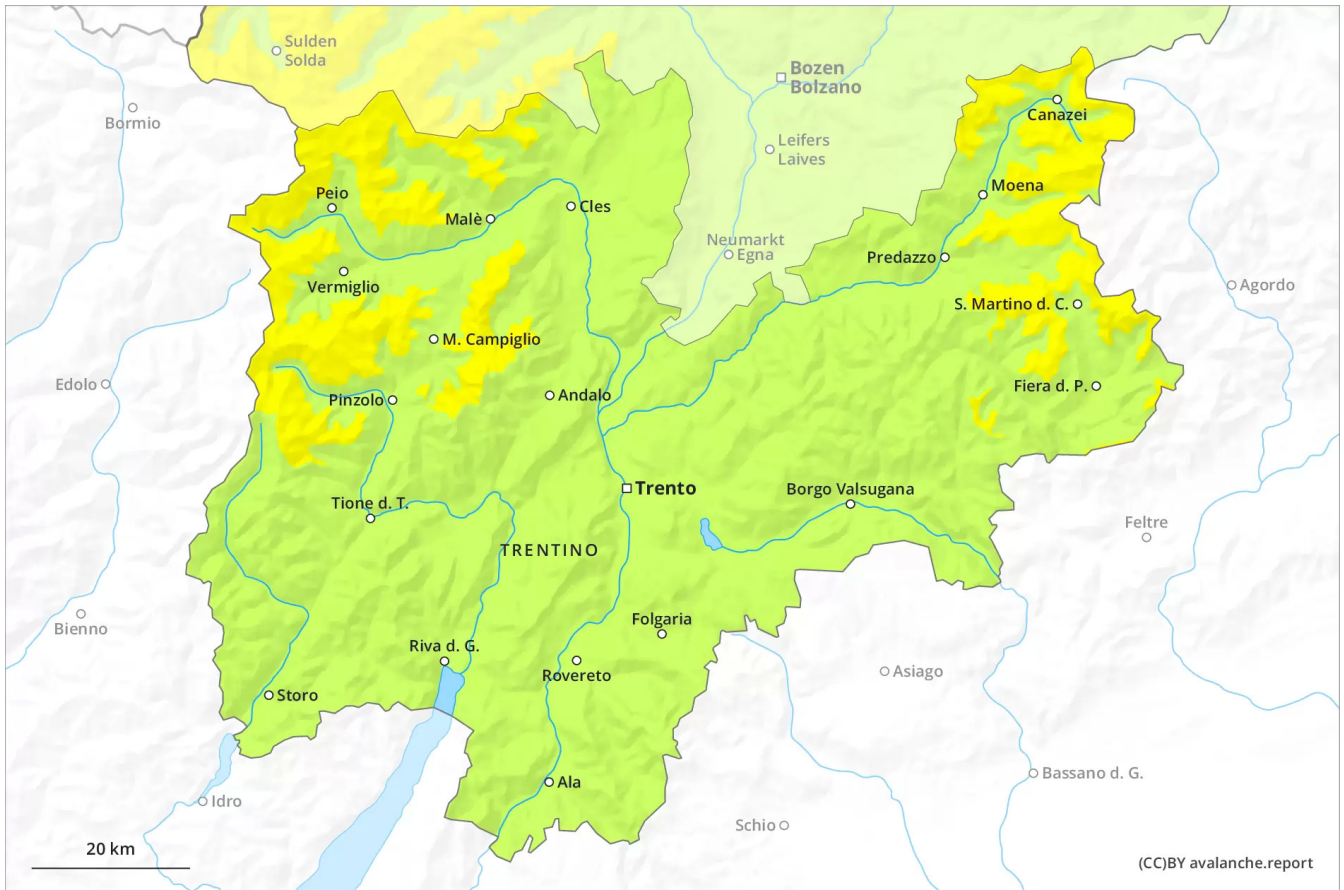 Sulden
Solda
Bozen
Bolzano
Bormio
Canazei
Leifers
Laives
Peio
Moena
Malè
Cles
Neumarkt
Egna
Predazzo
Vermiglio
Agordo
S. Martino d. C.
M. Campiglio
Edolo
Fiera d. P.
Pinzolo
Andalo
Trento
Borgo Valsugana
Tione d. T.
Feltre
TRENTINO
Bienno
Folgaria
Riva d. G.
Asiago
Rovereto
Storo
Bassano d. G.
Ala
Idro
Schio
20 km
(CC)BY avalanche.report